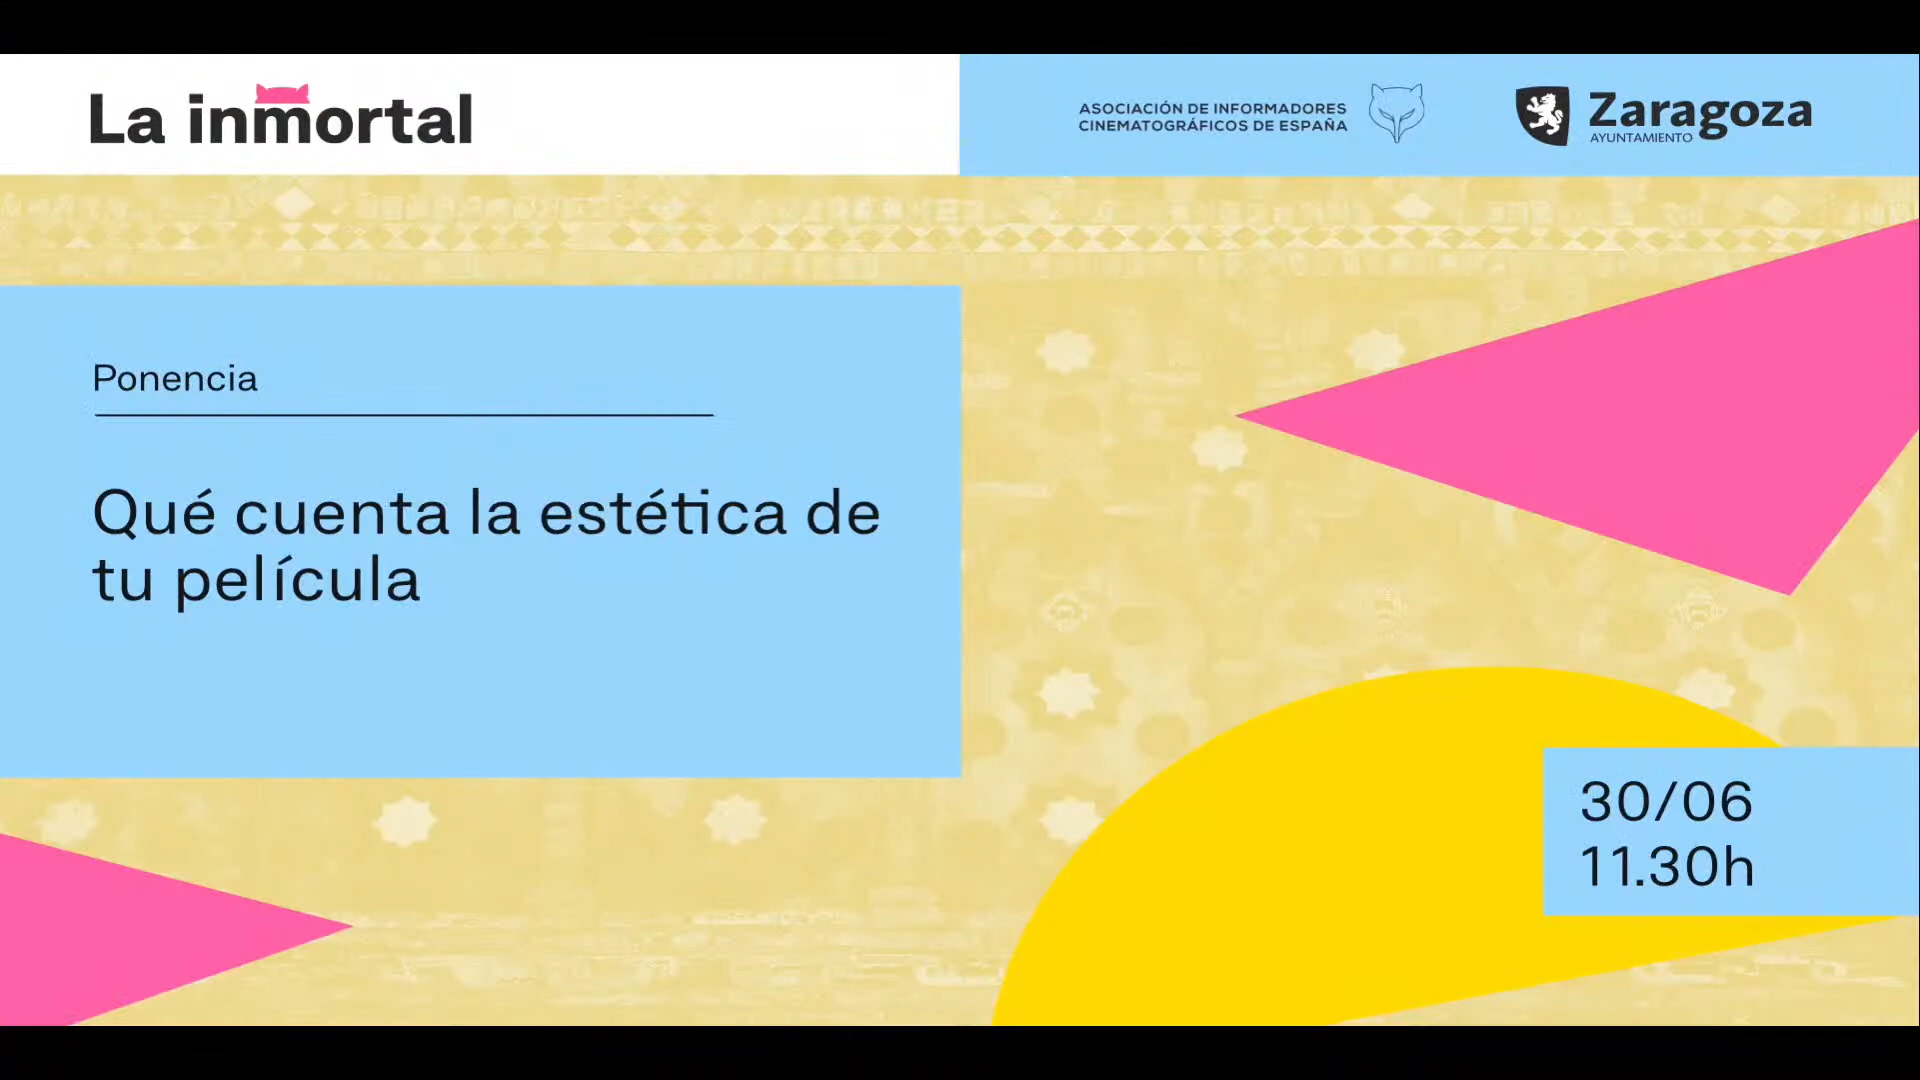 La inmortal
ASOCIACIÓN DE INFORMADORES
CINEMATOGRÁFICOS DE ESPAÑA
Zaragoza
AYUNTAMIENTO
Ponencia
Qué cuenta la estética de
tu película
30/06
11.30h